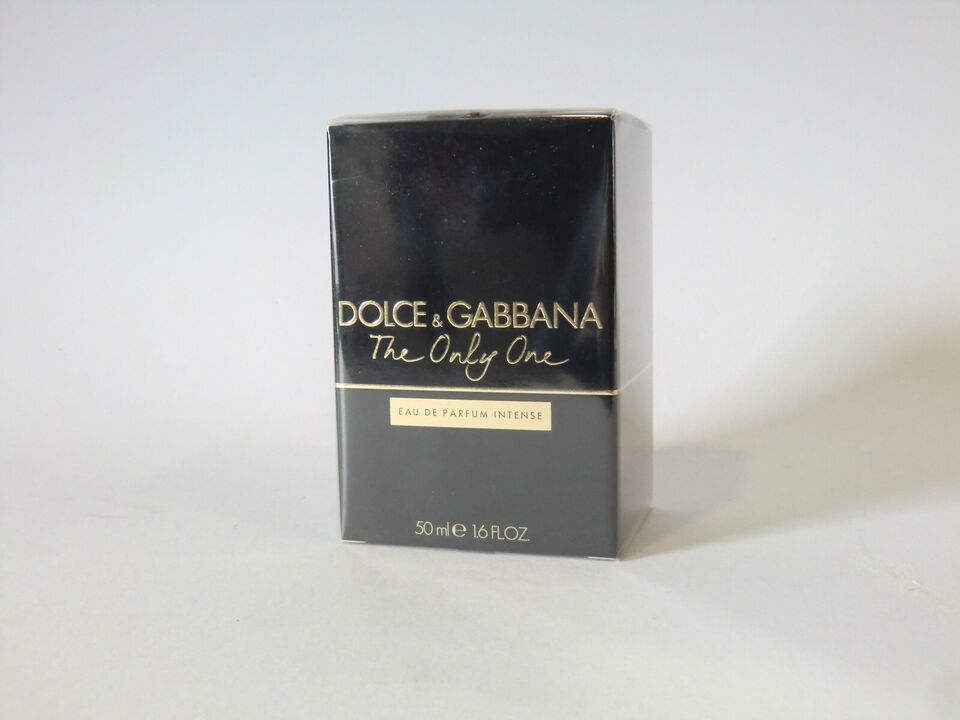 DOLCE & GABBANA
The Only One
EAU DE PARFUM INTENSE
50 ml ℮ 1.6 FL.OZ.